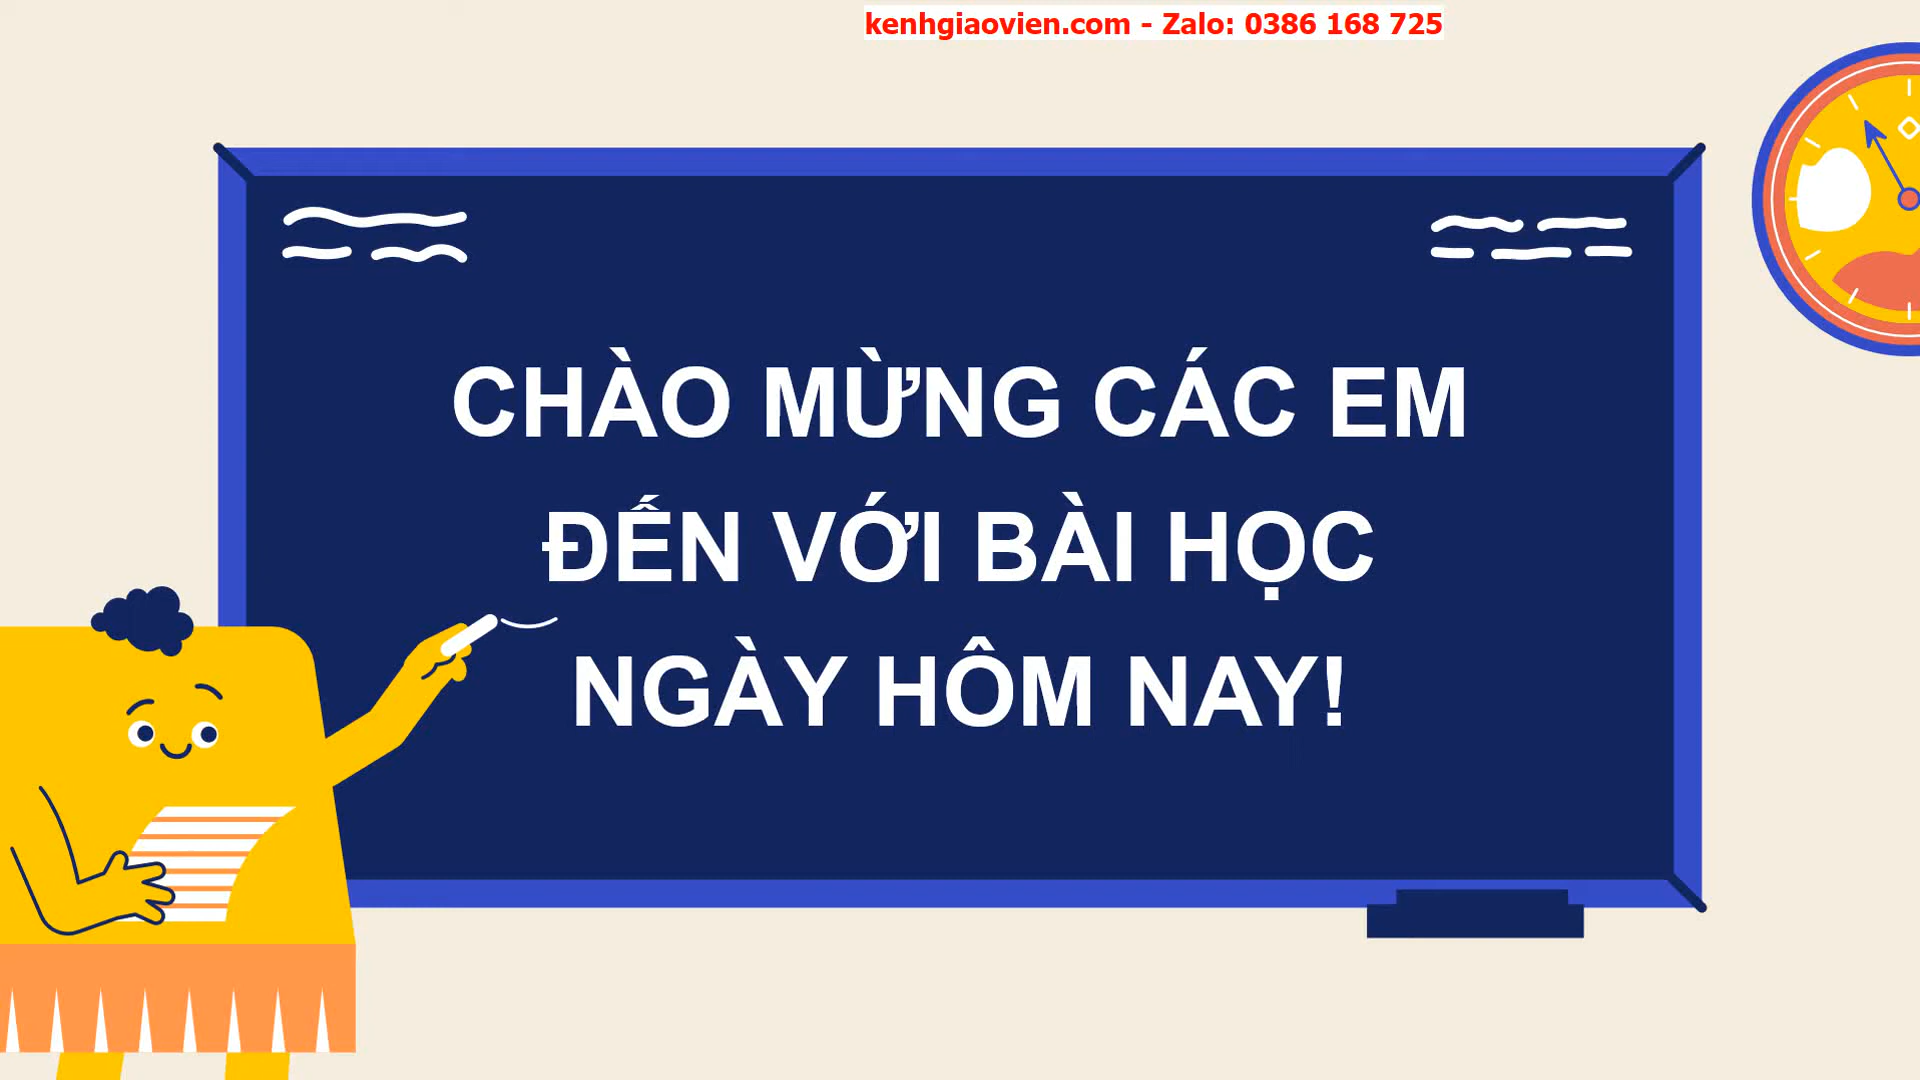 kenhgiaovien.com - Zalo: 0386 168 725
CHÀO MỪNG CÁC EM
ĐẾN VỚI BÀI HỌC
NGÀY HÔM NAY!